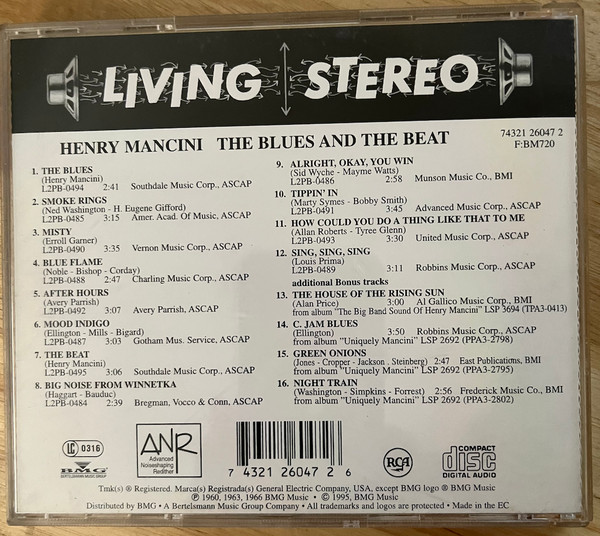 LIVING STEREO
HENRY MANCINI THE BLUES AND THE BEAT
74321 26047 2
F:BM720
1. THE BLUES
(Henry Mancini)
L2PB-0494 2:41 Southdale Music Corp., ASCAP
2. SMOKE RINGS
(Ned Washington - H. Eugene Gifford)
L2PB-0485 3:15 Amer. Acad. Of Music, ASCAP
3. MISTY
(Erroll Garner)
L2PB-0490 3:35 Vernon Music Corp., ASCAP
4. BLUE FLAME
(Noble - Bishop - Corday)
L2PB-0488 2:47 Charling Music Corp., ASCAP
5. AFTER HOURS
(Avery Parrish)
L2PB-0492 3:07 Avery Parrish, ASCAP
6. MOOD INDIGO
(Ellington - Mills - Bigard)
L2PB-0487 3:03 Gotham Mus. Service, ASCAP
7. THE BEAT
(Henry Mancini)
L2PB-0495 3:06 Southdale Music Corp., ASCAP
8. BIG NOISE FROM WINNETKA
(Haggart - Bauduc)
L2PB-0484 2:39 Bregman, Vocco & Conn, ASCAP
9. ALRIGHT, OKAY, YOU WIN
(Sid Wyche - Mayme Watts)
L2PB-0486 2:58 Munson Music Co., BMI
10. TIPPIN' IN
(Marty Symes - Bobby Smith)
L2PB-0491 3:45 Advanced Music Corp., ASCAP
11. HOW COULD YOU DO A THING LIKE THAT TO ME
(Allan Roberts - Tyree Glenn)
L2PB-0493 3:30 United Music Corp., ASCAP
12. SING, SING, SING
(Louis Prima)
L2PB-0489 3:11 Robbins Music Corp., ASCAP
additional Bonus tracks
13. THE HOUSE OF THE RISING SUN
(Alan Price) 3:00 Al Gallico Music Corp., BMI
from album "The Big Band Sound Of Henry Mancini" LSP 3694 (TPA3-0413)
14. C. JAM BLUES
(Ellington) 3:50 Robbins Music Corp., ASCAP
from album "Uniquely Mancini" LSP 2692 (PPA3-2798)
15. GREEN ONIONS
(Jones - Cropper - Jackson . Steinberg) 2:47 East Publications, BMI
from album "Uniquely Mancini" LSP 2692 (TPA3-2795)
16. NIGHT TRAIN
(Washington - Simpkins - Forrest) 2:56 Frederick Music Co., BMI
from album "Uniquely Mancini" LSP 2692 (PPA3-2802)
LC 0316
BMG
BERTELSMANN MUSIC GROUP
ANR
Advanced
Noiseshaping
Redithter
7 4321 26047 2 6
RCA
COMPACT
disc
DIGITAL AUDIO
Tmk(s) ® Registered. Marca(s) Registrada(s) General Electric Company, USA. except BMG logo ® BMG Music
℗ 1960, 1963, 1966 BMG Music • © 1995, BMG Music
Distributed by BMG • A Bertelsmann Music Group Company • All trademarks and logos are protected • Made in the EC